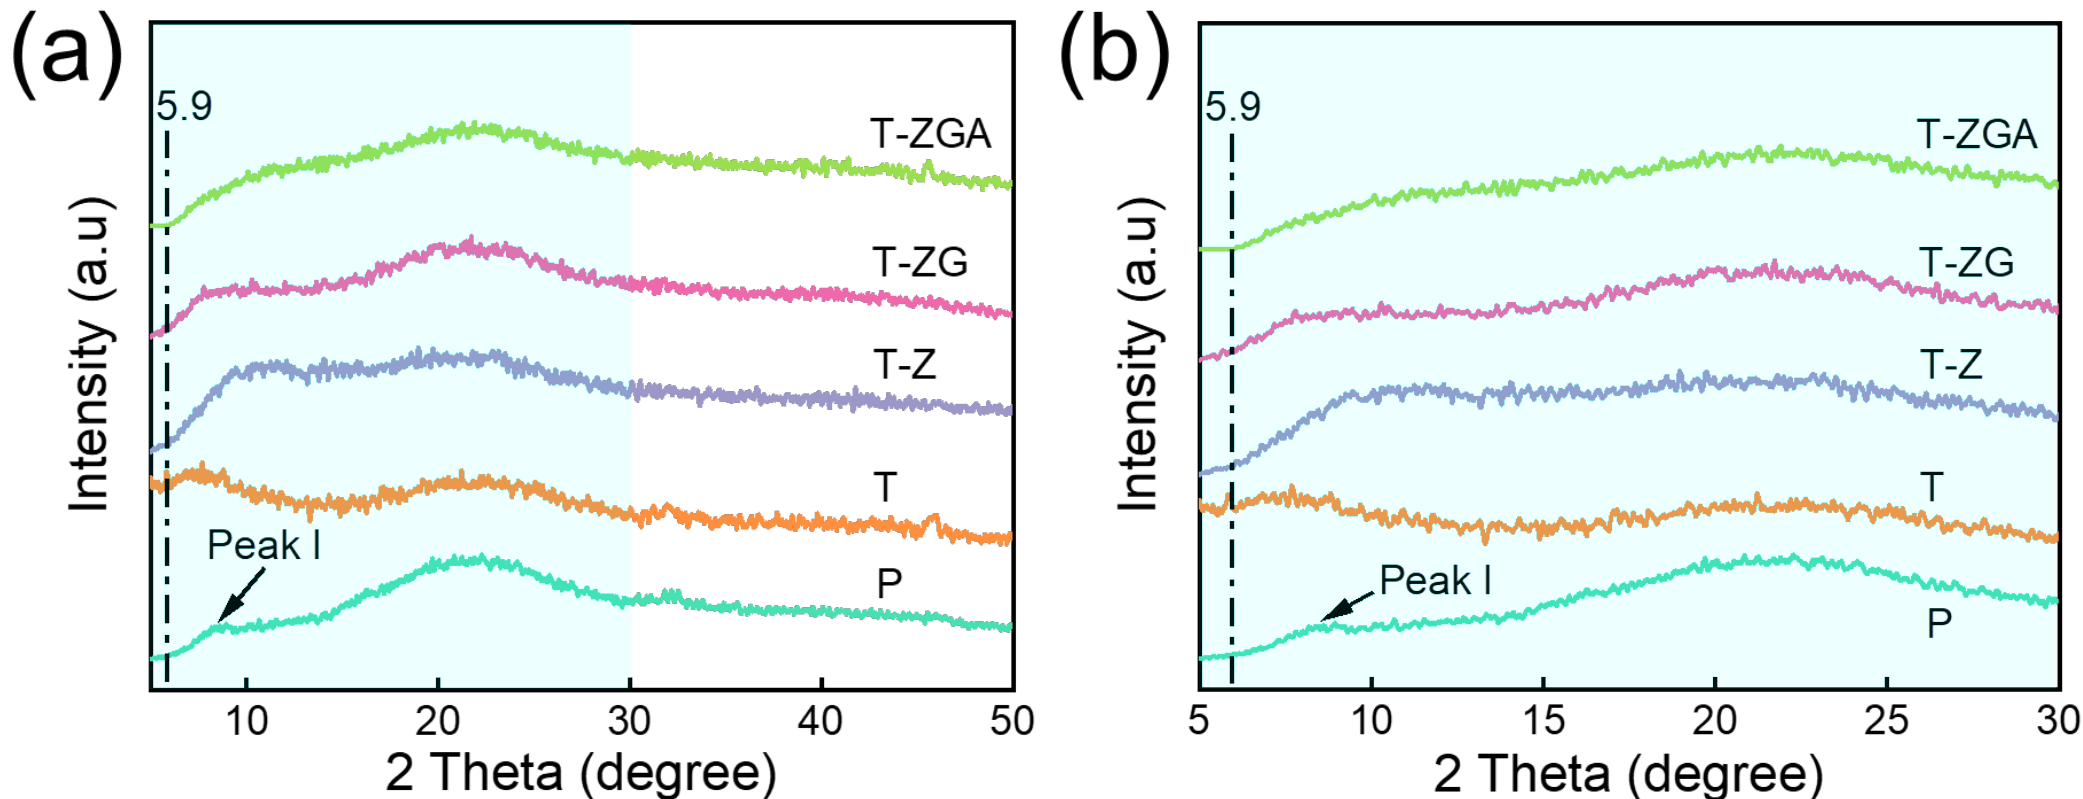 (a)
5.9
T-ZGA
T-ZG
T-Z
T
Peak I
P
Intensity (a.u)
10 20 30 40 50
2 Theta (degree)
(b)
5.9
T-ZGA
T-ZG
T-Z
T
Peak I
P
Intensity (a.u)
5 10 15 20 25 30
2 Theta (degree)